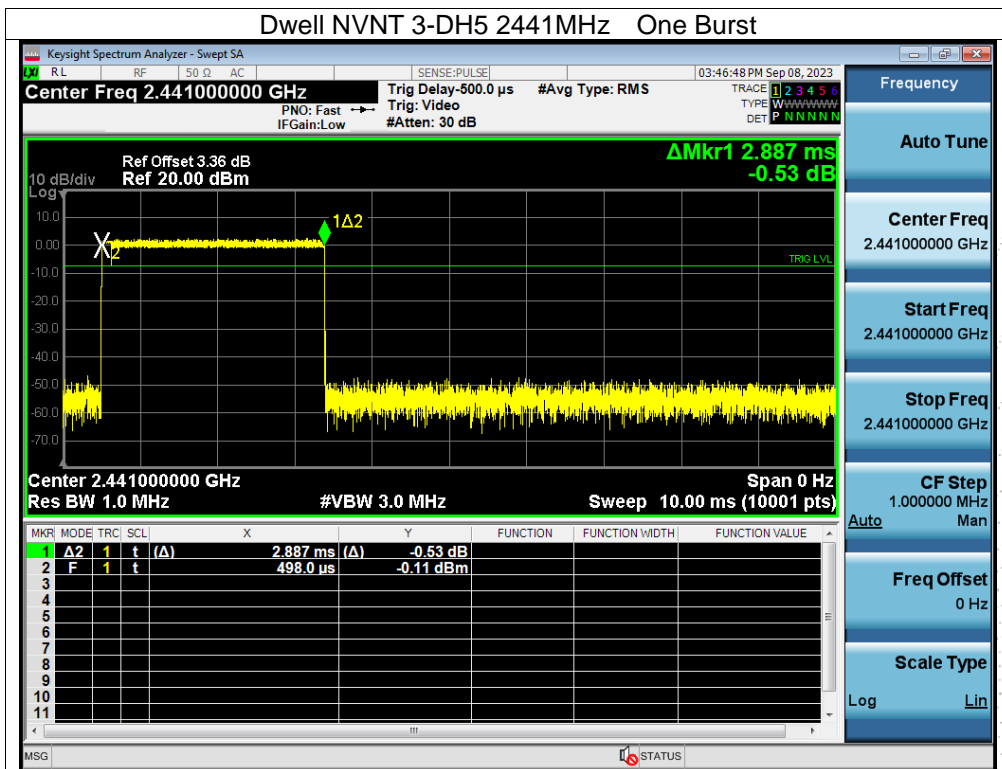 Dwell NVNT 3-DH5 2441MHz One Burst
Keysight Spectrum Analyzer - Swept SA
LXI RL RF 50 Ω AC SENSE:PULSE 03:46:48 PM Sep 08, 2023
Center Freq 2.441000000 GHz
PNO: Fast
IFGain:Low
Trig Delay-500.0 µs
Trig: Video
#Atten: 30 dB
#Avg Type: RMS
TRACE 1 2 3 4 5 6
TYPE WWWWWW
DET P N N N N N
Ref Offset 3.36 dB
10 dB/div Ref 20.00 dBm
Log
ΔMkr1 2.887 ms
-0.53 dB
10.0
0.00
-10.0
-20.0
-30.0
-40.0
-50.0
-60.0
-70.0
X2
1Δ2
TRIG LVL
Center 2.441000000 GHz Span 0 Hz
Res BW 1.0 MHz #VBW 3.0 MHz Sweep 10.00 ms (10001 pts)
MKR MODE TRC SCL X Y FUNCTION FUNCTION WIDTH FUNCTION VALUE
1 Δ2 1 t (Δ) 2.887 ms (Δ) -0.53 dB
2 F 1 t 498.0 µs -0.11 dBm
3
4
5
6
7
8
9
10
11
MSG STATUS
Frequency
Auto Tune
Center Freq
2.441000000 GHz
Start Freq
2.441000000 GHz
Stop Freq
2.441000000 GHz
CF Step
1.000000 MHz
Auto Man
Freq Offset
0 Hz
Scale Type
Log Lin